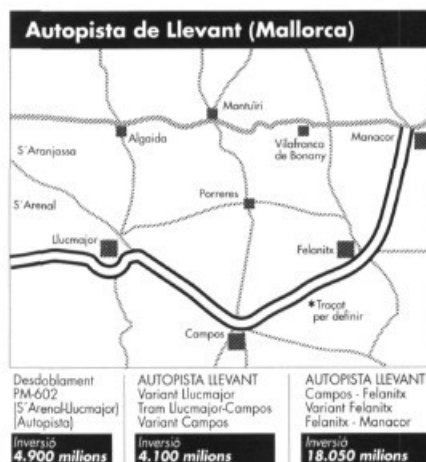 Autopista de Llevant (Mallorca)
Mantuïri
Algaida
Vilafranca
de Bonany
Manacor
S'Aranjassa
S'Arenal
Porreres
Llucmajor
Felanitx
*Traçat
per definir
Campos
Desdoblament
PM-602
(S'Arenal-Llucmajor)
(Autopista)
Inversió
4.900 milions
AUTOPISTA LLEVANT
Variant Llucmajor
Tram Llucmajor-Campos
Variant Campos
Inversió
4.100 milions
AUTOPISTA LLEVANT
Campos - Felanitx
Variant Felanitx
Felanitx - Manacor
Inversió
18.050 milions